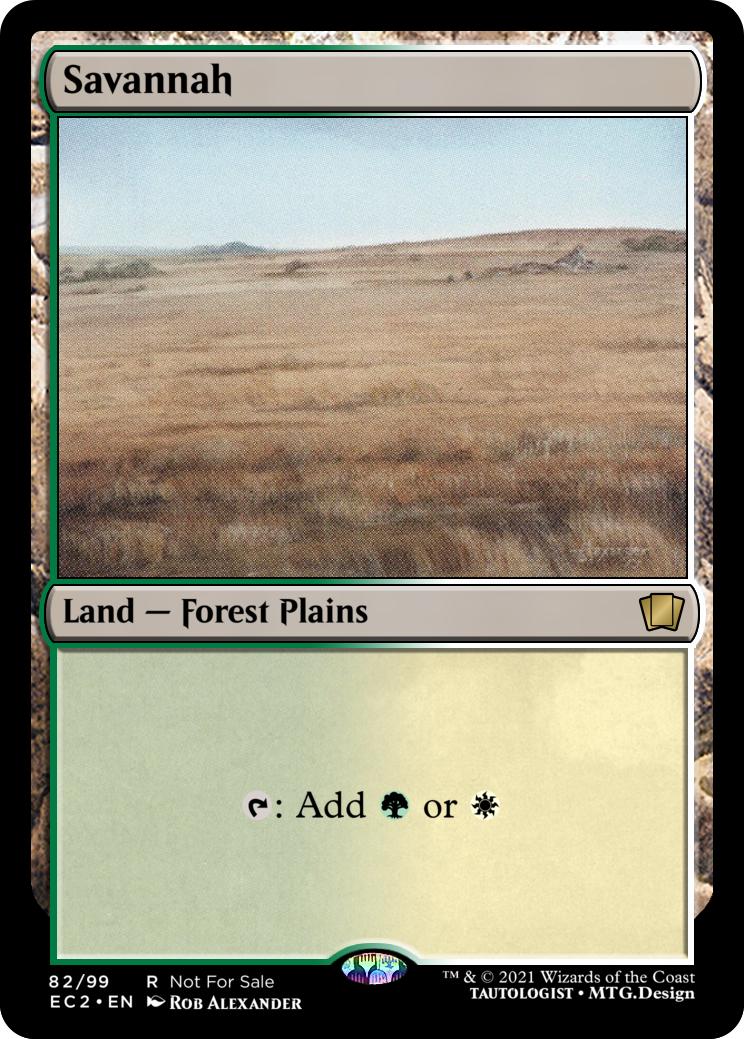 Savannah
Alexander
Land — Forest Plains
: Add or
82/99 R Not For Sale
EC2 • EN Rob Alexander
™ & © 2021 Wizards of the Coast
TAUTOLOGIST • MTG.Design